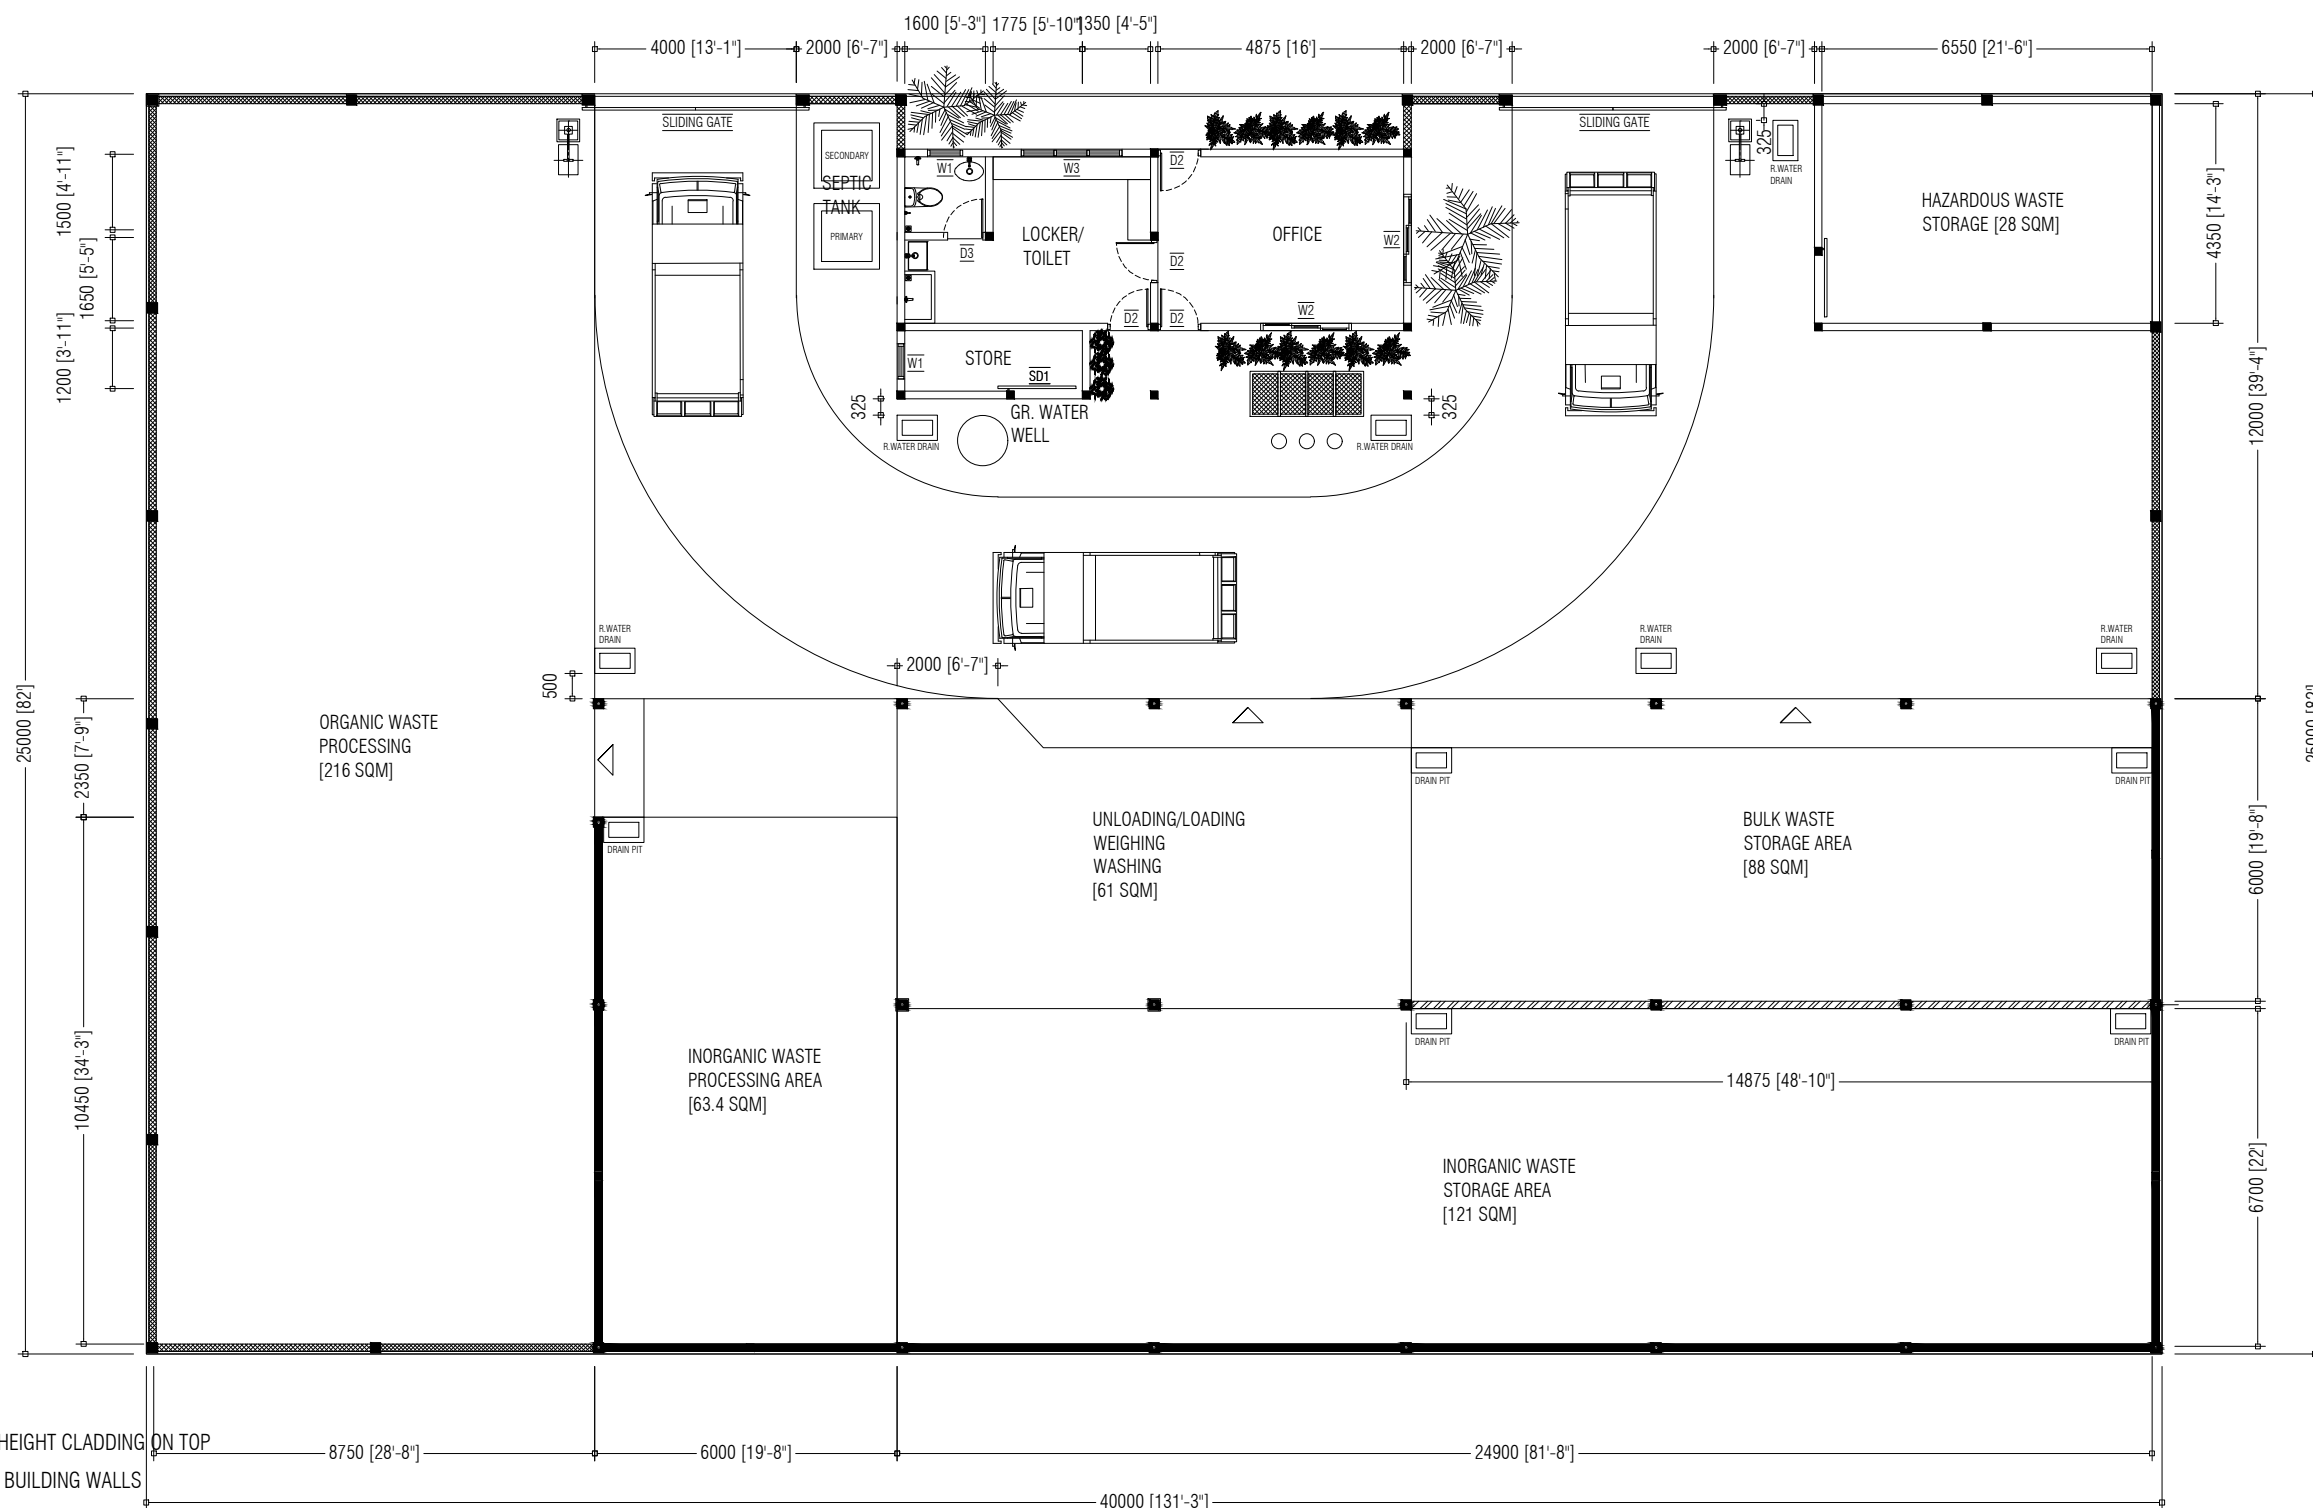 1600 [5'-3"]
1775 [5'-10"]
1350 [4'-5"]
4000 [13'-1"]
2000 [6'-7"]
4875 [16']
2000 [6'-7"]
2000 [6'-7"]
6550 [21'-6"]
SLIDING GATE
SLIDING GATE
SECONDARY
SEPTIC
TANK
PRIMARY
W1
W3
D2
325
R.WATER
DRAIN
HAZARDOUS WASTE
STORAGE [28 SQM]
LOCKER/
TOILET
OFFICE
D3
D2
W2
W2
D2
D2
STORE
W1
SD1
1500 [4'-11"]
1650 [5'-5"]
1200 [3'-11"]
4350 [14'-3"]
12000 [39'-4"]
325
GR. WATER
WELL
325
R.WATER DRAIN
R.WATER DRAIN
R.WATER
DRAIN
R.WATER
DRAIN
R.WATER
DRAIN
2000 [6'-7"]
500
25000 [82']
2350 [7'-9"]
ORGANIC WASTE
PROCESSING
[216 SQM]
DRAIN PIT
DRAIN PIT
DRAIN PIT
UNLOADING/LOADING
WEIGHING
WASHING
[61 SQM]
BULK WASTE
STORAGE AREA
[88 SQM]
6000 [19'-8"]
25000 [82']
10450 [34'-3"]
INORGANIC WASTE
PROCESSING AREA
[63.4 SQM]
DRAIN PIT
DRAIN PIT
14875 [48'-10"]
INORGANIC WASTE
STORAGE AREA
[121 SQM]
6700 [22']
HEIGHT CLADDING ON TOP
BUILDING WALLS
8750 [28'-8"]
6000 [19'-8"]
24900 [81'-8"]
40000 [131'-3"]